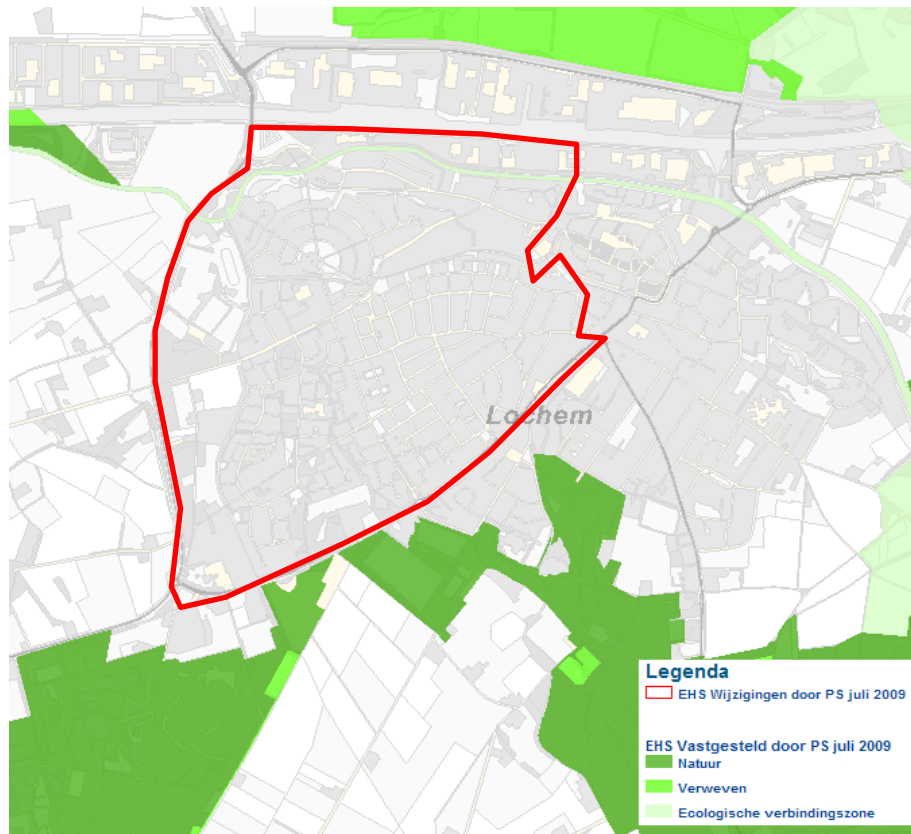 Lochem
Legenda
EHS Wijzigingen door PS juli 2009
EHS Vastgesteld door PS juli 2009
Natuur
Verweven
Ecologische verbindingszone